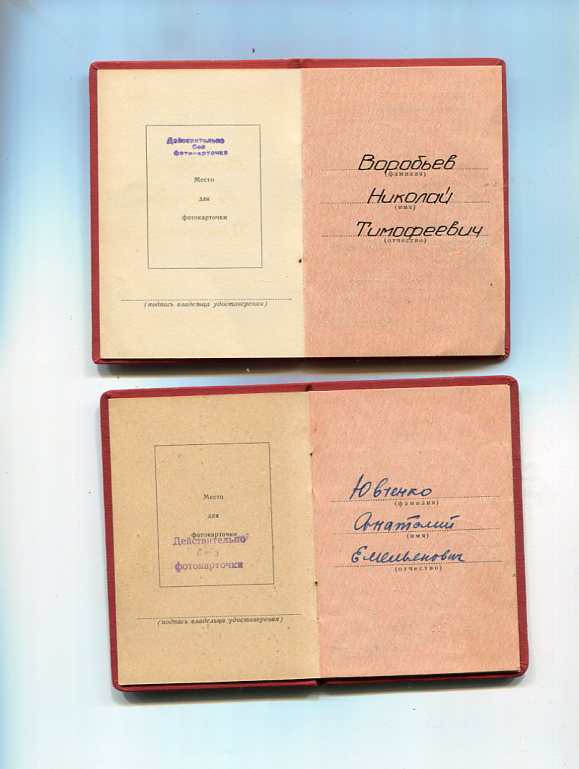 Действительно
без
фотокарточки
Место
для
фотокарточки
(подпись владельца удостоверения)
Воробьев
(фамилия)
Николай
(имя)
Тимофеевич
(отчество)
Место
для
фотокарточки
Действительно
без
фотокарточки
(подпись владельца удостоверения)
Ювченко
(фамилия)
Анатолий
(имя)
Емельянович
(отчество)